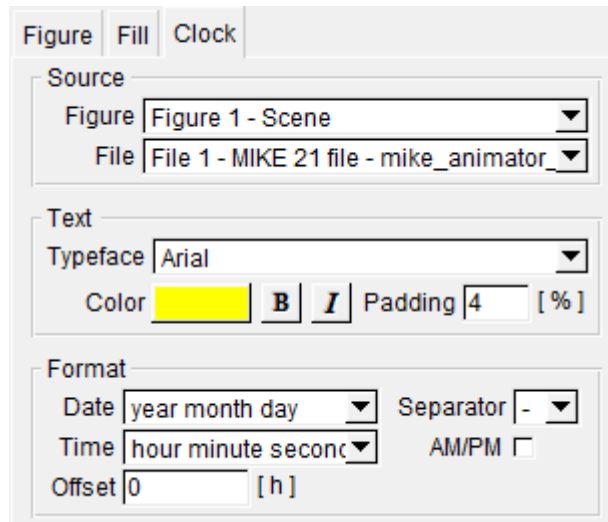 Figure Fill Clock
Source
Figure Figure 1 - Scene
File File 1 - MIKE 21 file - mike_animator_
Text
Typeface Arial
Color B I Padding 4 [ % ]
Format
Date year month day Separator -
Time hour minute second AM/PM
Offset 0 [ h ]